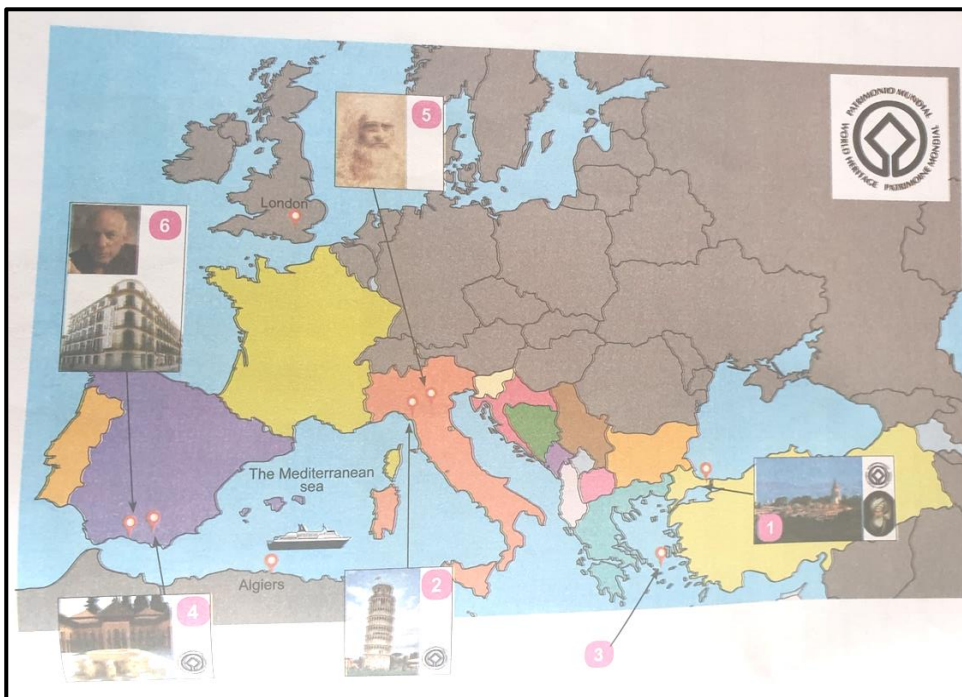 PATRIMONIO MUNDIAL
WORLD HERITAGE
PATRIMOINE MONDIAL
5
London
6
The Mediterranean
sea
1
Algiers
2
4
3